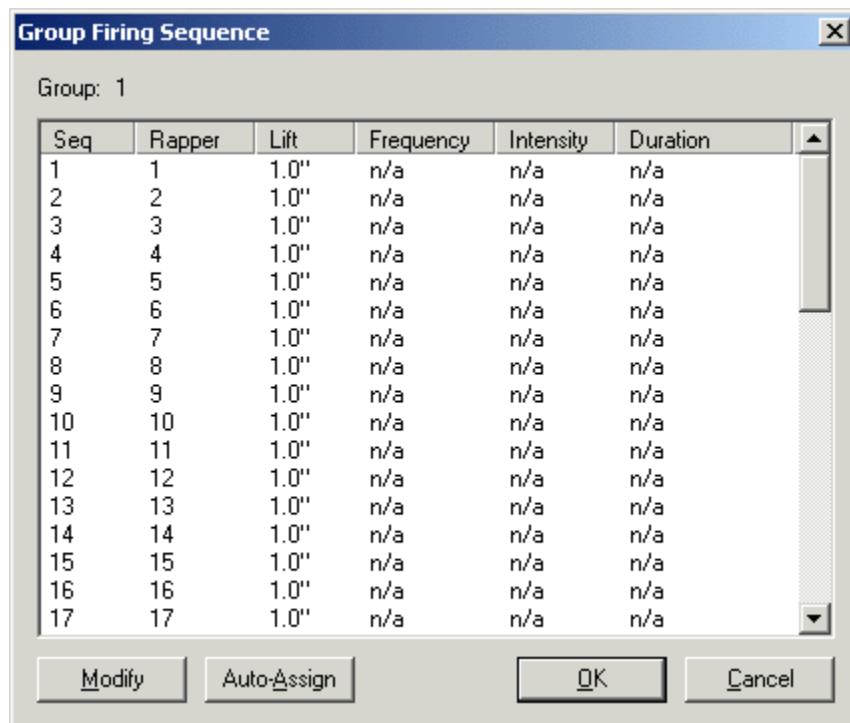 Group Firing Sequence
Group: 1
Seq Rapper Lift Frequency Intensity Duration
1 1 1.0" n/a n/a n/a
2 2 1.0" n/a n/a n/a
3 3 1.0" n/a n/a n/a
4 4 1.0" n/a n/a n/a
5 5 1.0" n/a n/a n/a
6 6 1.0" n/a n/a n/a
7 7 1.0" n/a n/a n/a
8 8 1.0" n/a n/a n/a
9 9 1.0" n/a n/a n/a
10 10 1.0" n/a n/a n/a
11 11 1.0" n/a n/a n/a
12 12 1.0" n/a n/a n/a
13 13 1.0" n/a n/a n/a
14 14 1.0" n/a n/a n/a
15 15 1.0" n/a n/a n/a
16 16 1.0" n/a n/a n/a
17 17 1.0" n/a n/a n/a
Modify Auto-Assign OK Cancel